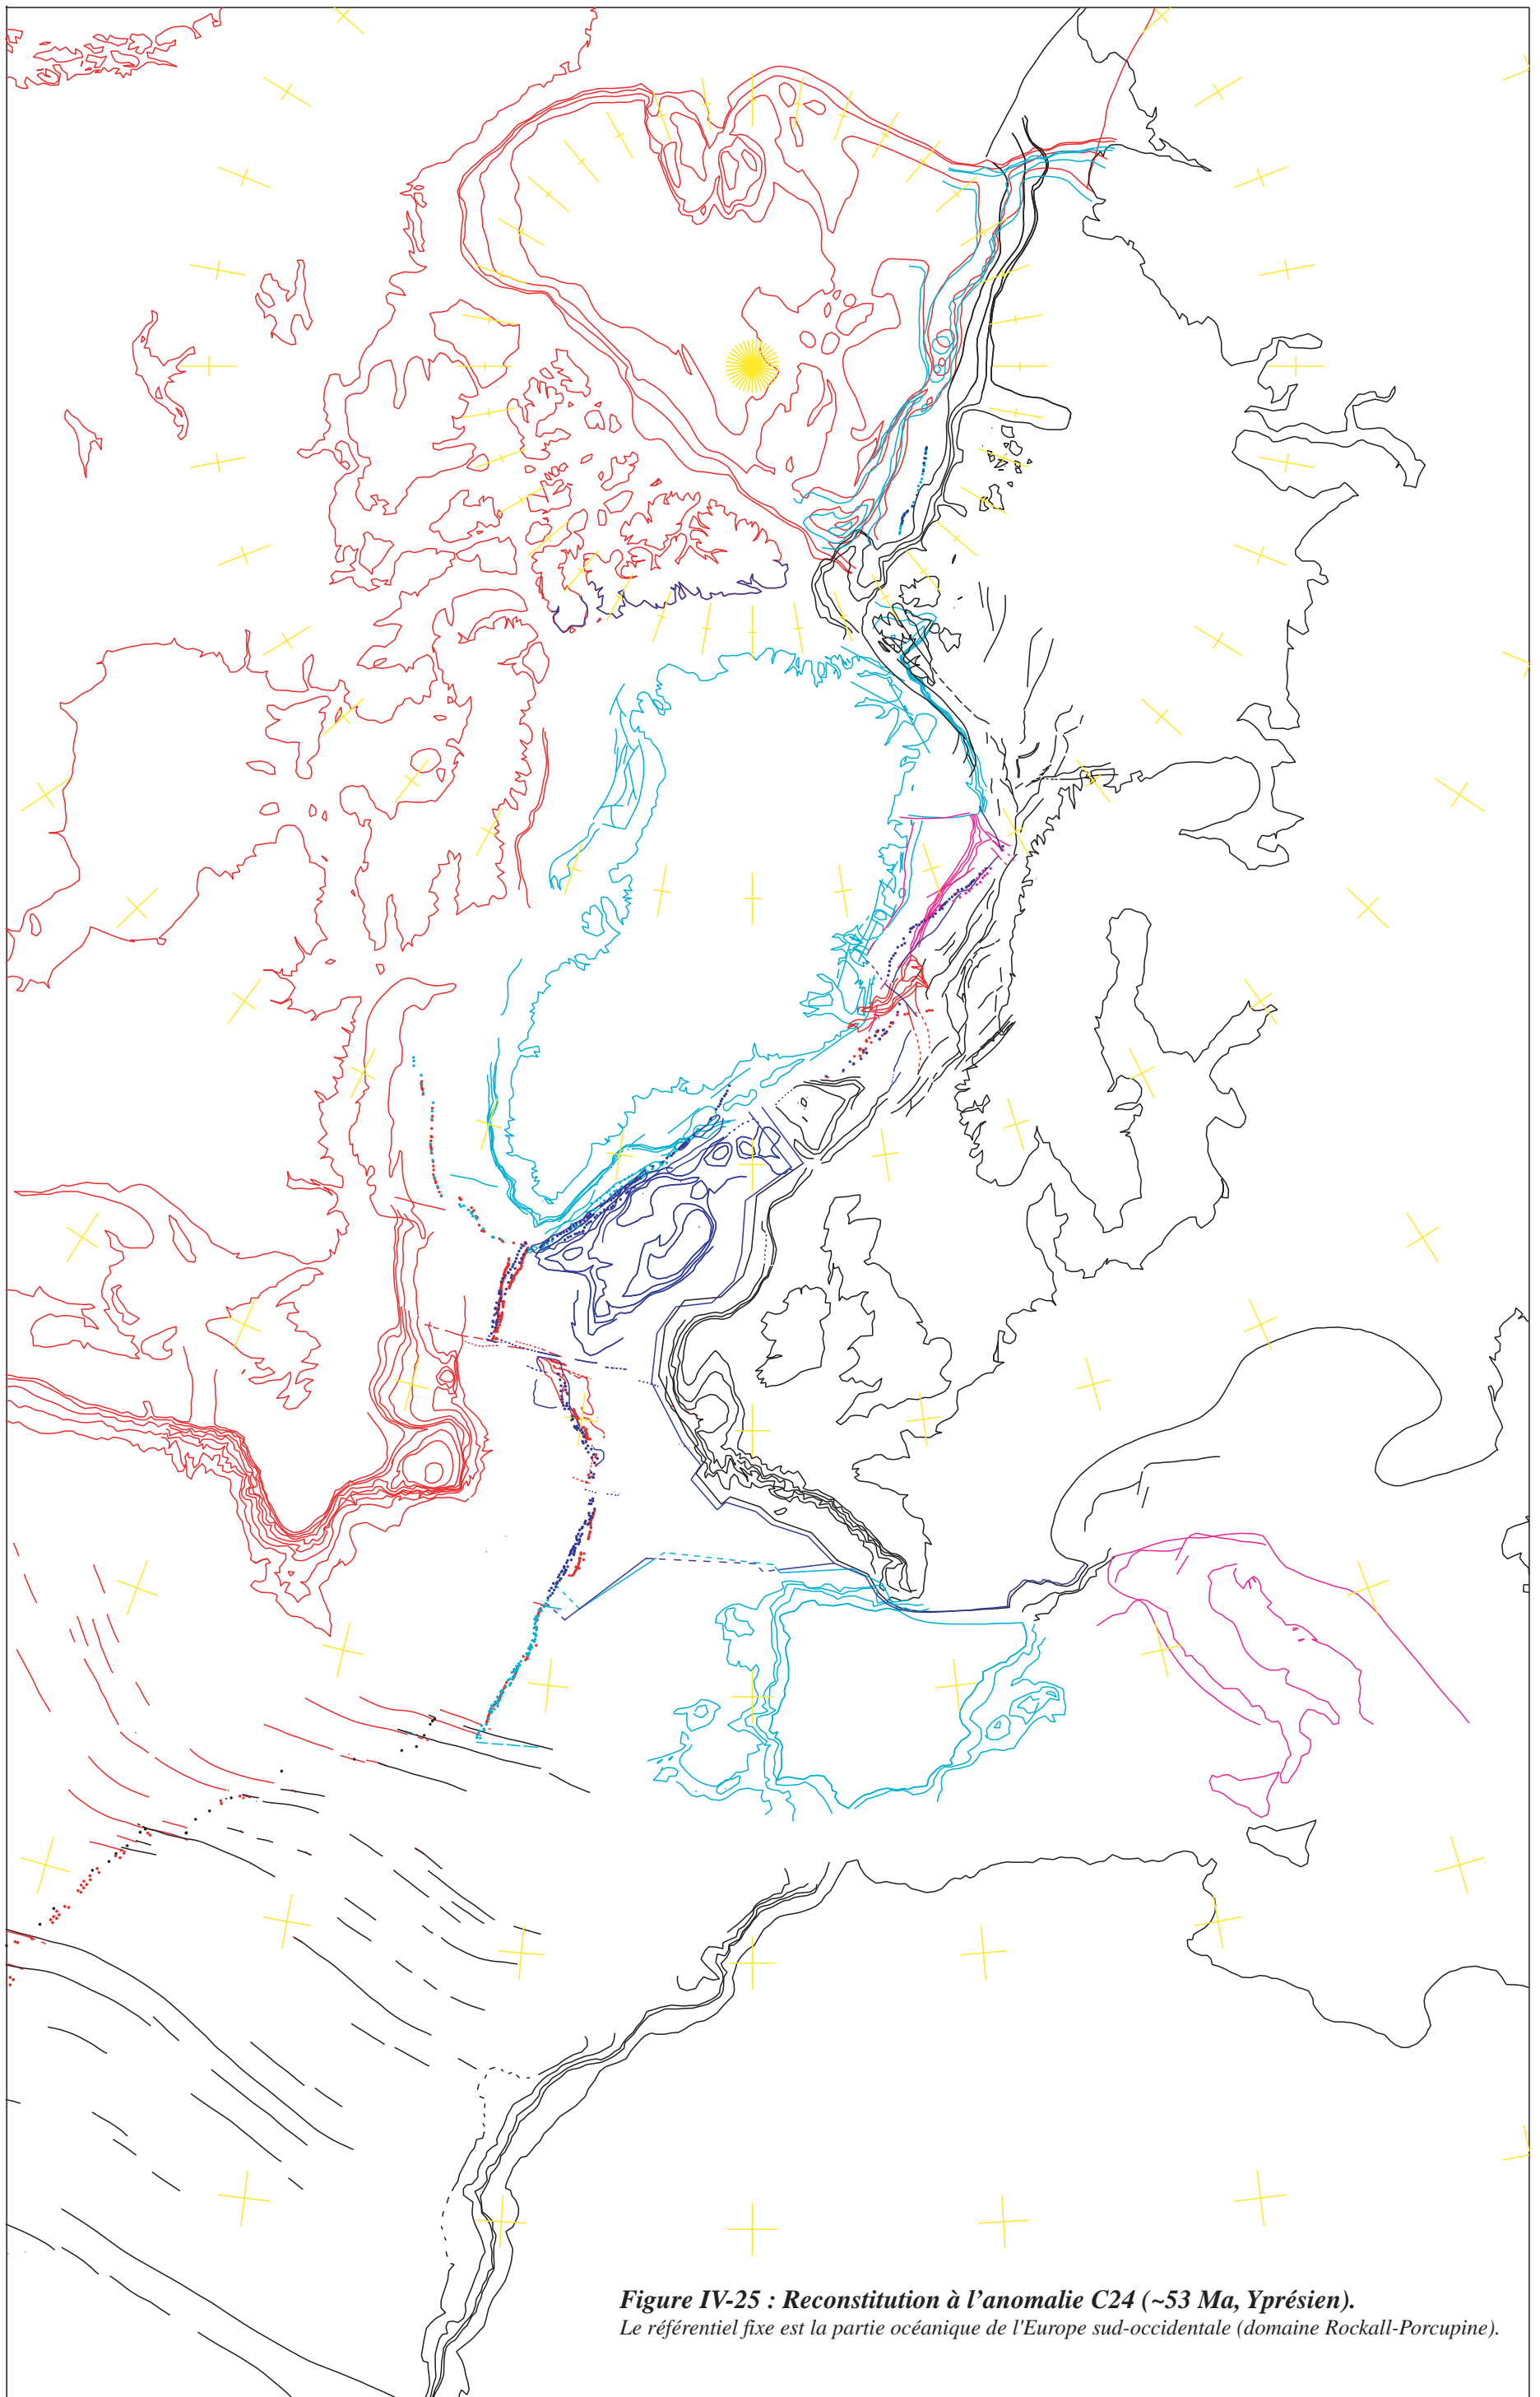 Figure IV-25 : Reconstitution à l’anomalie C24 (~53 Ma, Yprésien).
Le référentiel fixe est la partie océanique de l'Europe sud-occidentale (domaine Rockall-Porcupine).